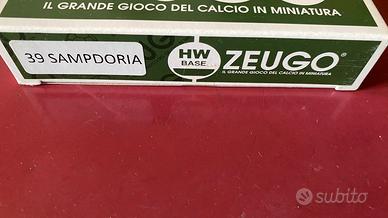 IL GRANDE GIOCO DEL CALCIO IN MINIATURA
39 SAMPDORIA
HW
BASE
ZEUGO®
IL GRANDE GIOCO DEL CALCIO IN MINIATURA
subito